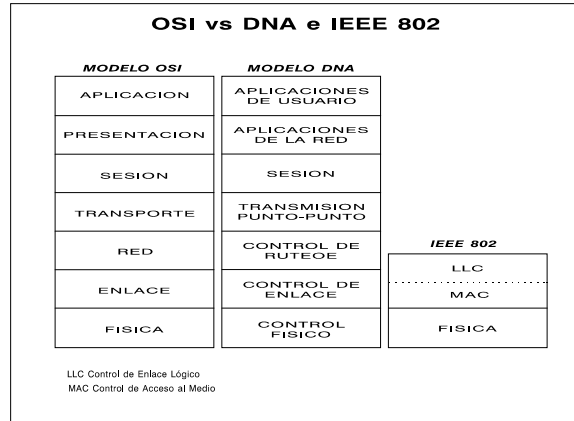 OSI vs DNA e IEEE 802
MODELO OSI
APLICACION
PRESENTACION
SESION
TRANSPORTE
RED
ENLACE
FISICA
MODELO DNA
APLICACIONES
DE USUARIO
APLICACIONES
DE LA RED
SESION
TRANSMISION
PUNTO-PUNTO
CONTROL DE
RUTEOE
CONTROL DE
ENLACE
CONTROL
FISICO
IEEE 802
LLC
MAC
FISICA
LLC Control de Enlace Lógico
MAC Control de Acceso al Medio